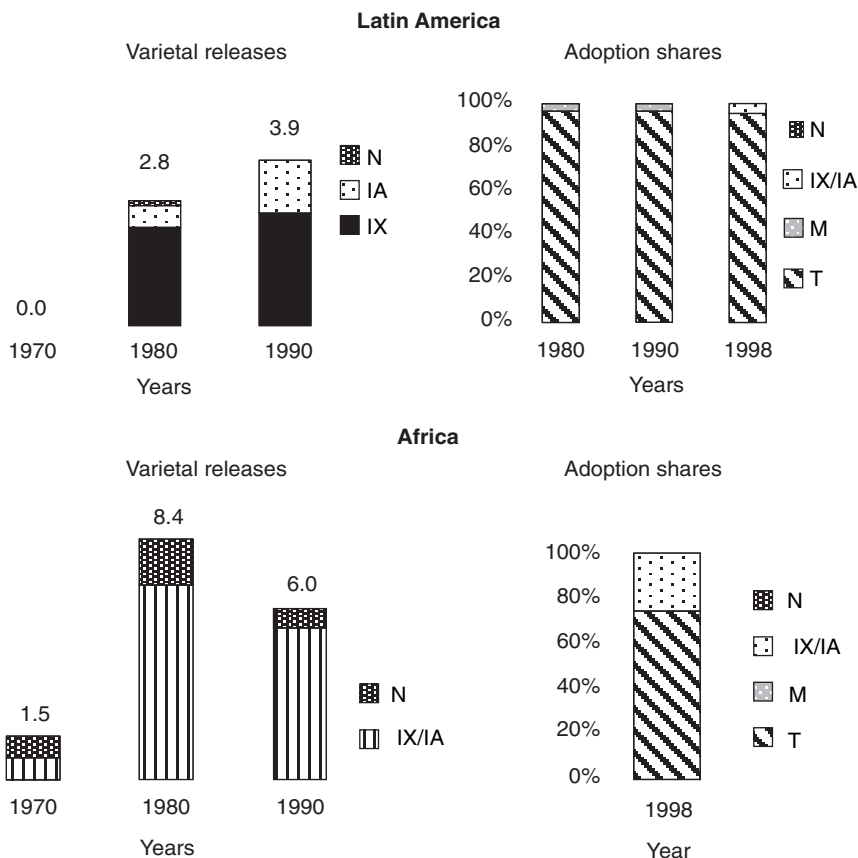 Latin America
Varietal releases
Adoption shares
0.0
2.8
3.9
N
IA
IX
1970
1980
1990
Years
100%
80%
60%
40%
20%
0%
N
IX/IA
M
T
1980
1990
1998
Years
Africa
Varietal releases
Adoption shares
1.5
8.4
6.0
N
IX/IA
1970
1980
1990
Years
100%
80%
60%
40%
20%
0%
N
IX/IA
M
T
1998
Year